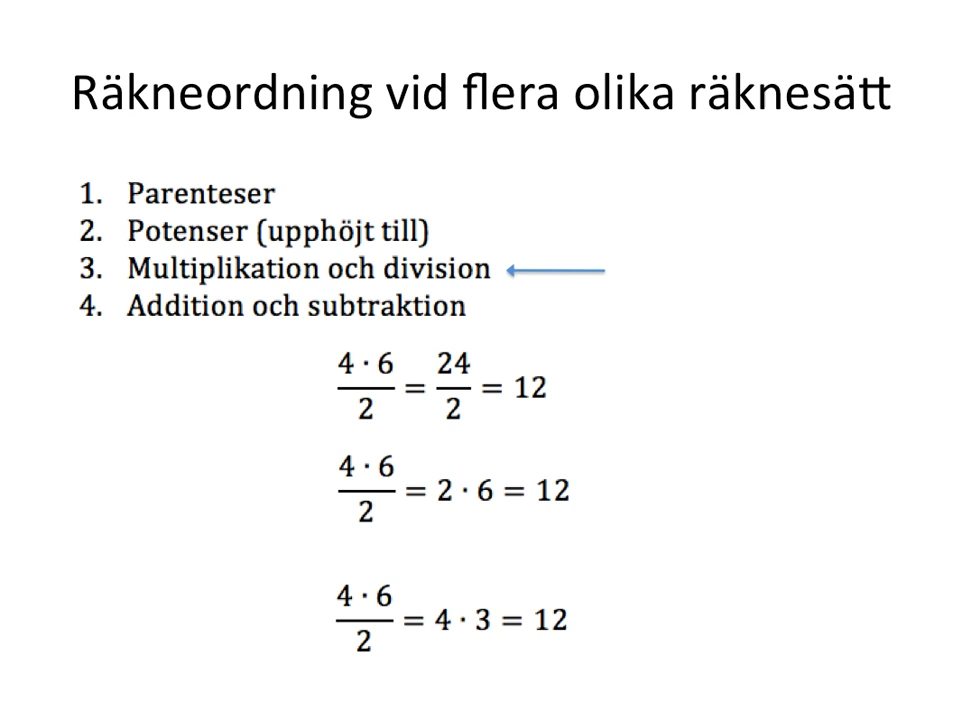 Räkneordning vid flera olika räknesätt
1. Parenteser
2. Potenser (upphöjt till)
3. Multiplikation och division
4. Addition och subtraktion
4 · 6 / 2 = 24 / 2 = 12
4 · 6 / 2 = 2 · 6 = 12
4 · 6 / 2 = 4 · 3 = 12